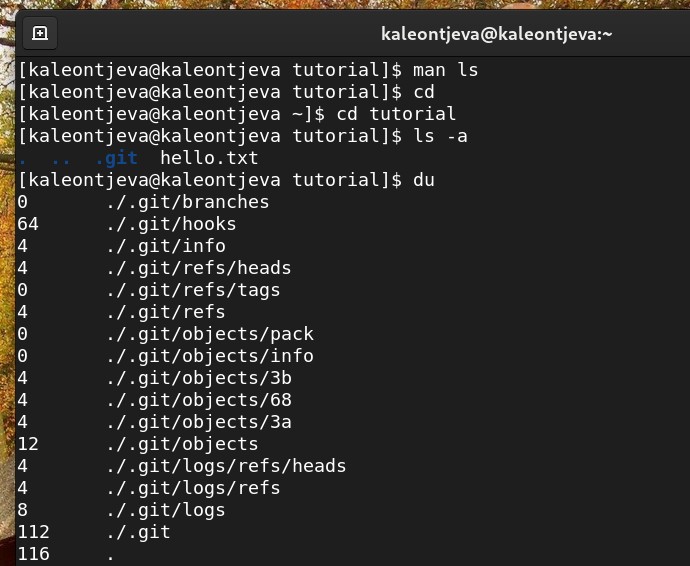 kaleontjeva@kaleontjeva:~
[kaleontjeva@kaleontjeva tutorial]$ man ls
[kaleontjeva@kaleontjeva tutorial]$ cd
[kaleontjeva@kaleontjeva ~]$ cd tutorial
[kaleontjeva@kaleontjeva tutorial]$ ls -a
.  ..  .git  hello.txt
[kaleontjeva@kaleontjeva tutorial]$ du
0       ./.git/branches
64      ./.git/hooks
4       ./.git/info
4       ./.git/refs/heads
0       ./.git/refs/tags
4       ./.git/refs
0       ./.git/objects/pack
0       ./.git/objects/info
4       ./.git/objects/3b
4       ./.git/objects/68
4       ./.git/objects/3a
12      ./.git/objects
4       ./.git/logs/refs/heads
4       ./.git/logs/refs
8       ./.git/logs
112     ./.git
116     .